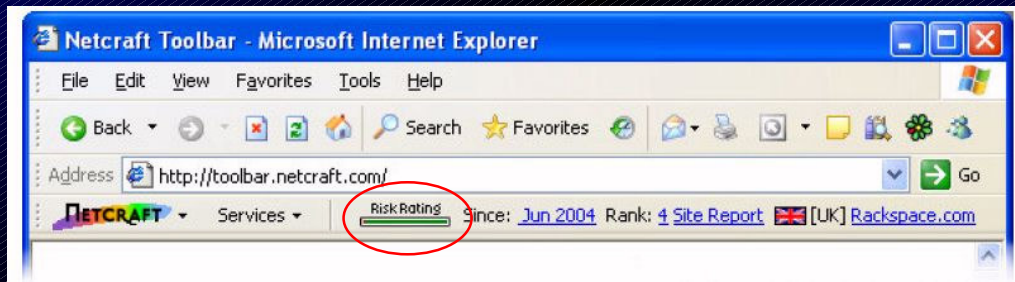 Netcraft Toolbar - Microsoft Internet Explorer
File Edit View Favorites Tools Help
Back Search Favorites
Address http://toolbar.netcraft.com/ Go
NETCRAFT Services Risk Rating Since: Jun 2004 Rank: 4 Site Report [UK] Rackspace.com